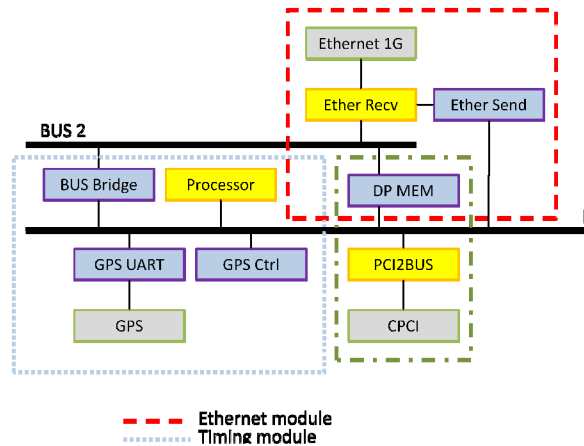 Ethernet 1G
Ether Recv
Ether Send
BUS 2
BUS Bridge
Processor
DP MEM
GPS UART
GPS Ctrl
PCI2BUS
GPS
CPCI
Ethernet module
Timing module